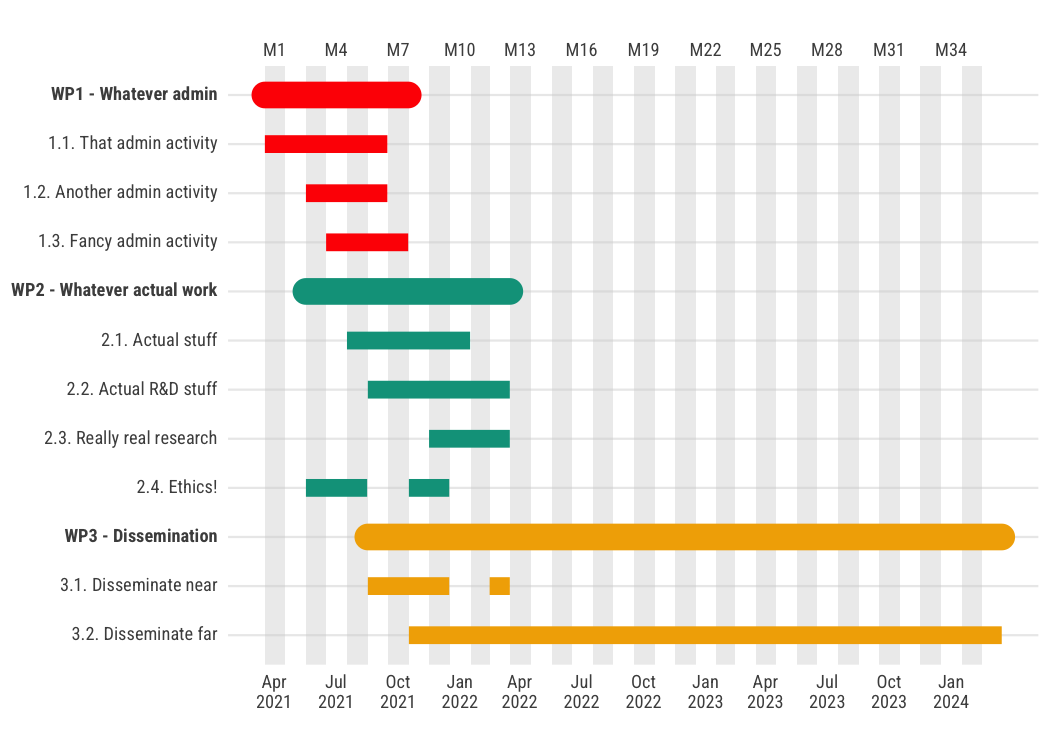 M1 M4 M7 M10 M13 M16 M19 M22 M25 M28 M31 M34
WP1 - Whatever admin
1.1. That admin activity
1.2. Another admin activity
1.3. Fancy admin activity
WP2 - Whatever actual work
2.1. Actual stuff
2.2. Actual R&D stuff
2.3. Really real research
2.4. Ethics!
WP3 - Dissemination
3.1. Disseminate near
3.2. Disseminate far
Apr Jul Oct Jan Apr Jul Oct Jan Apr Jul Oct Jan
2021 2021 2021 2022 2022 2022 2022 2023 2023 2023 2023 2024